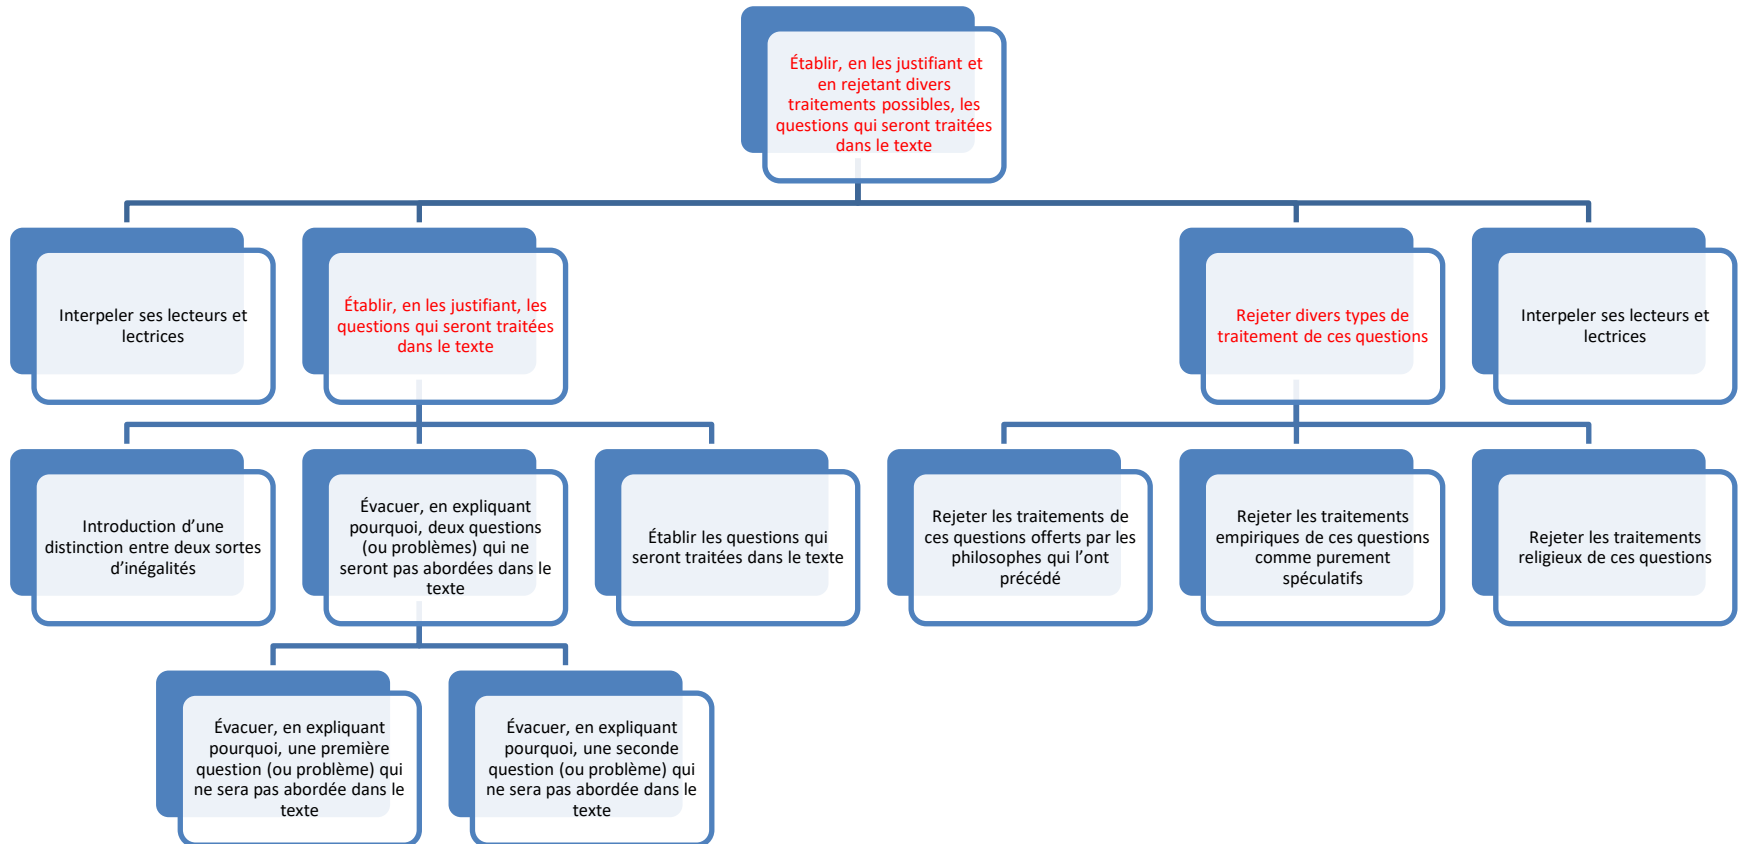 Établir, en les justifiant et
en rejetant divers
traitements possibles, les
questions qui seront traitées
dans le texte
Interpeler ses lecteurs et
lectrices
Établir, en les justifiant, les
questions qui seront traitées
dans le texte
Rejeter divers types de
traitement de ces questions
Interpeler ses lecteurs et
lectrices
Introduction d’une
distinction entre deux sortes
d’inégalités
Évacuer, en expliquant
pourquoi, deux questions
(ou problèmes) qui ne
seront pas abordées dans le
texte
Établir les questions qui
seront traitées dans le texte
Rejeter les traitements de
ces questions offerts par les
philosophes qui l’ont
précédé
Rejeter les traitements
empiriques de ces questions
comme purement
spéculatifs
Rejeter les traitements
religieux de ces questions
Évacuer, en expliquant
pourquoi, une première
question (ou problème) qui
ne sera pas abordée dans le
texte
Évacuer, en expliquant
pourquoi, une seconde
question (ou problème) qui
ne sera pas abordée dans le
texte